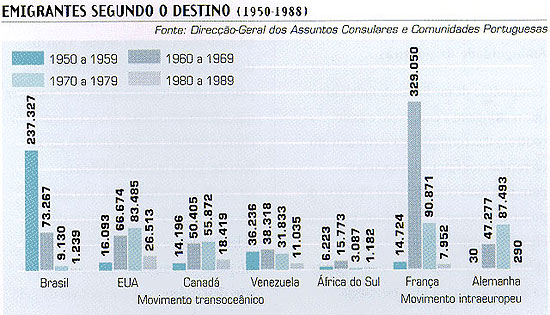 EMIGRANTES SEGUNDO O DESTINO (1950-1988)
Fonte: Direcção-Geral dos Assuntos Consulares e Comunidades Portuguesas
1950 a 1959 1960 a 1969
1970 a 1979 1980 a 1989
237.327 73.267 9.130 1.239
16.093 66.674 83.485 26.513
14.196 50.405 55.872 18.419
36.236 38.318 31.833 11.035
6.223 15.773 3.087 1.182
14.724 329.050 90.871 7.952
30 47.277 87.493 290
Brasil EUA Canadá Venezuela África do Sul França Alemanha
Movimento transoceânico Movimento intraeuropeu